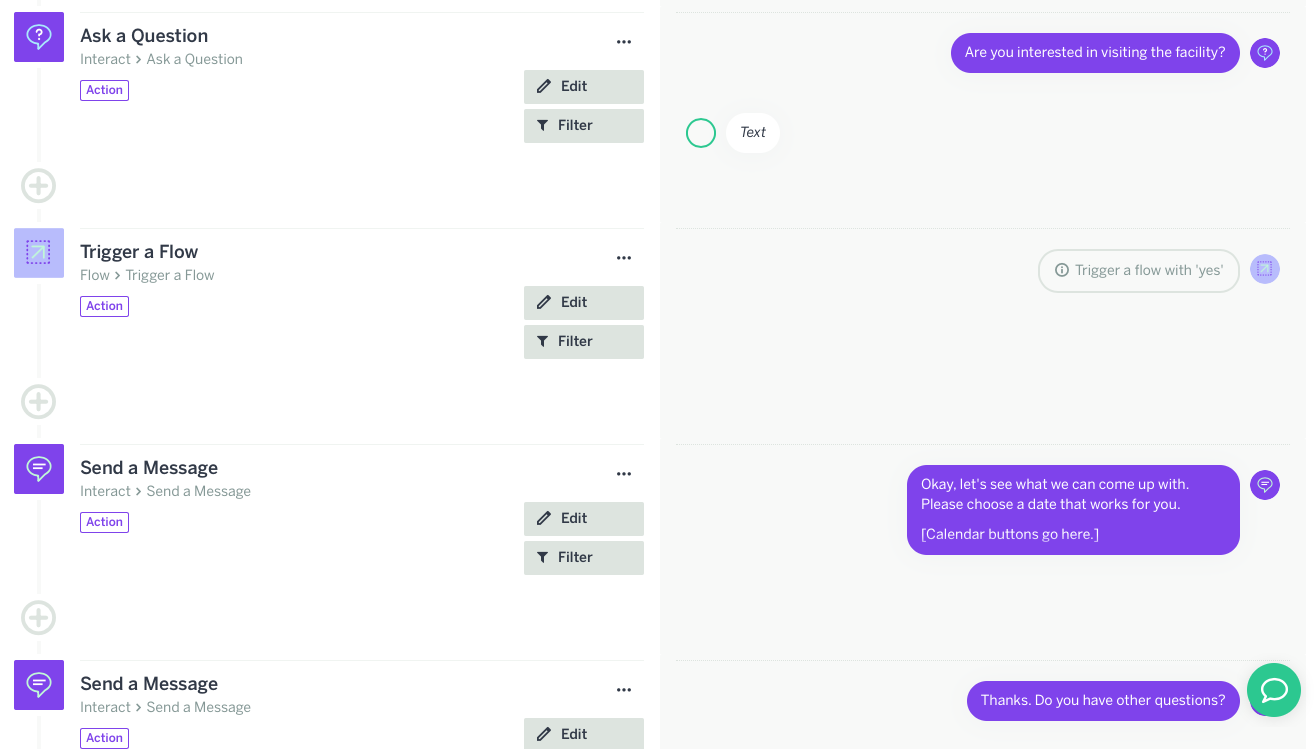 Ask a Question
Interact > Ask a Question
Action
Edit
Filter
Are you interested in visiting the facility?
Text
Trigger a Flow
Flow > Trigger a Flow
Action
Edit
Filter
Trigger a flow with 'yes'
Send a Message
Interact > Send a Message
Action
Edit
Filter
Okay, let's see what we can come up with.
Please choose a date that works for you.
[Calendar buttons go here.]
Send a Message
Interact > Send a Message
Action
Edit
Thanks. Do you have other questions?